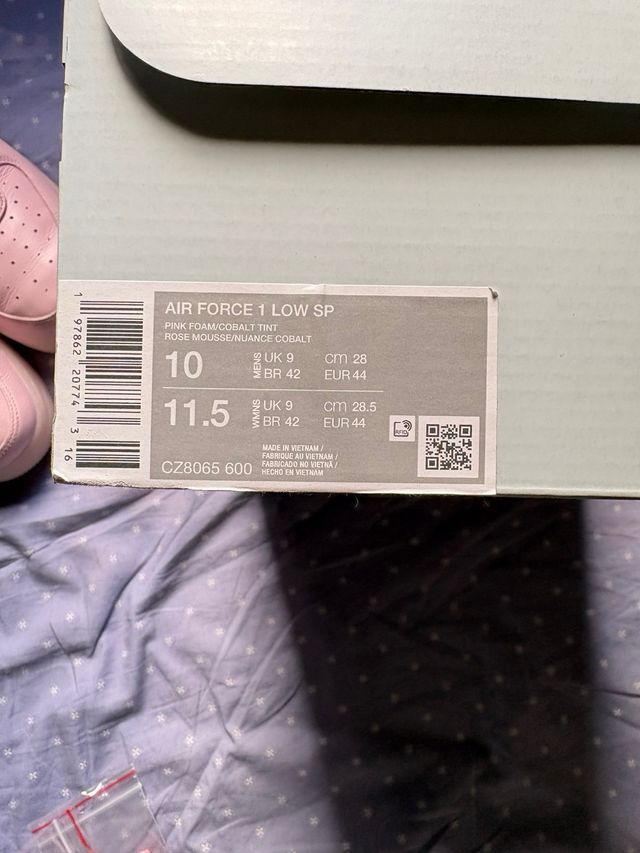 AIR FORCE 1 LOW SP
PINK FOAM/COBALT TINT
ROSE MOUSSE/NUANCE COBALT
10 MENS UK 9 cm 28
BR 42 EUR 44
11.5 WMNS UK 9 cm 28.5
BR 42 EUR 44
RFID
MADE IN VIETNAM /
FABRIQUE AU VIETNAM /
FABRICADO NO VIETNÃ /
HECHO EN VIETNAM
CZ8065 600
1 97862 20774 3 16